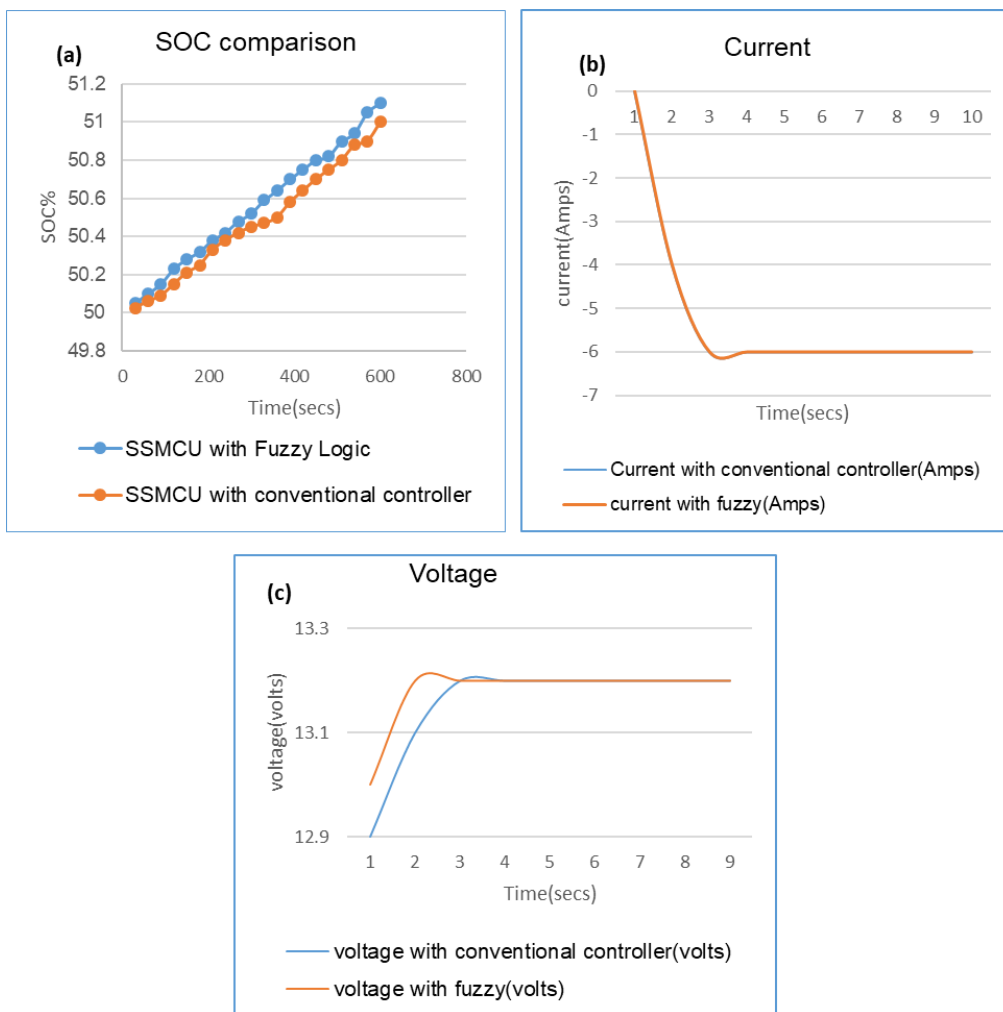 (a)
SOC comparison
51.2
51
50.8
50.6
50.4
50.2
50
49.8
SOC%
0 200 400 600 800
Time(secs)
SSMCU with Fuzzy Logic
SSMCU with conventional controller
(b)
Current
0
-1
-2
-3
-4
-5
-6
-7
1 2 3 4 5 6 7 8 9 10
current(Amps)
Time(secs)
Current with conventional controller(Amps)
current with fuzzy(Amps)
(c)
Voltage
13.3
13.1
12.9
voltage(volts)
1 2 3 4 5 6 7 8 9
Time(secs)
voltage with conventional controller(volts)
voltage with fuzzy(volts)